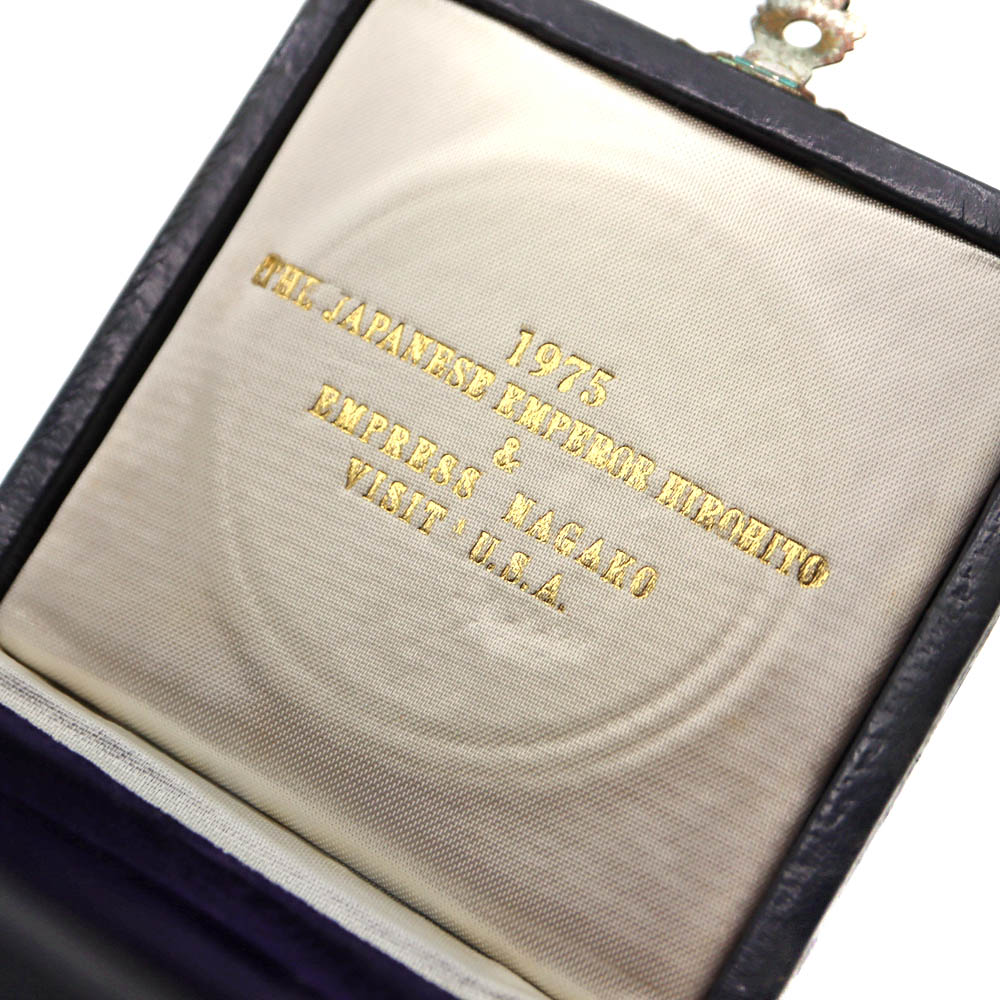 1975
THE JAPANESE EMPEROR HIROHITO
&
EMPRESS NAGAKO
VISIT U.S.A.